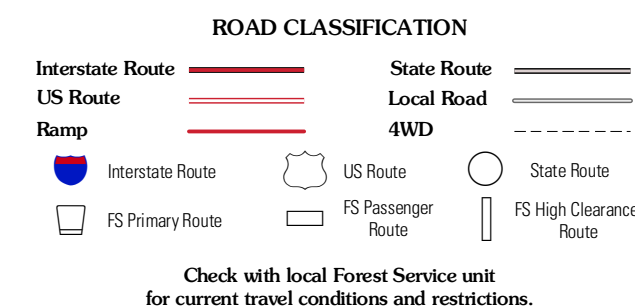 ROAD CLASSIFICATION
Interstate Route State Route
US Route Local Road
Ramp 4WD
Interstate Route US Route State Route
FS Primary Route FS Passenger Route FS High Clearance Route
Check with local Forest Service unit
for current travel conditions and restrictions.